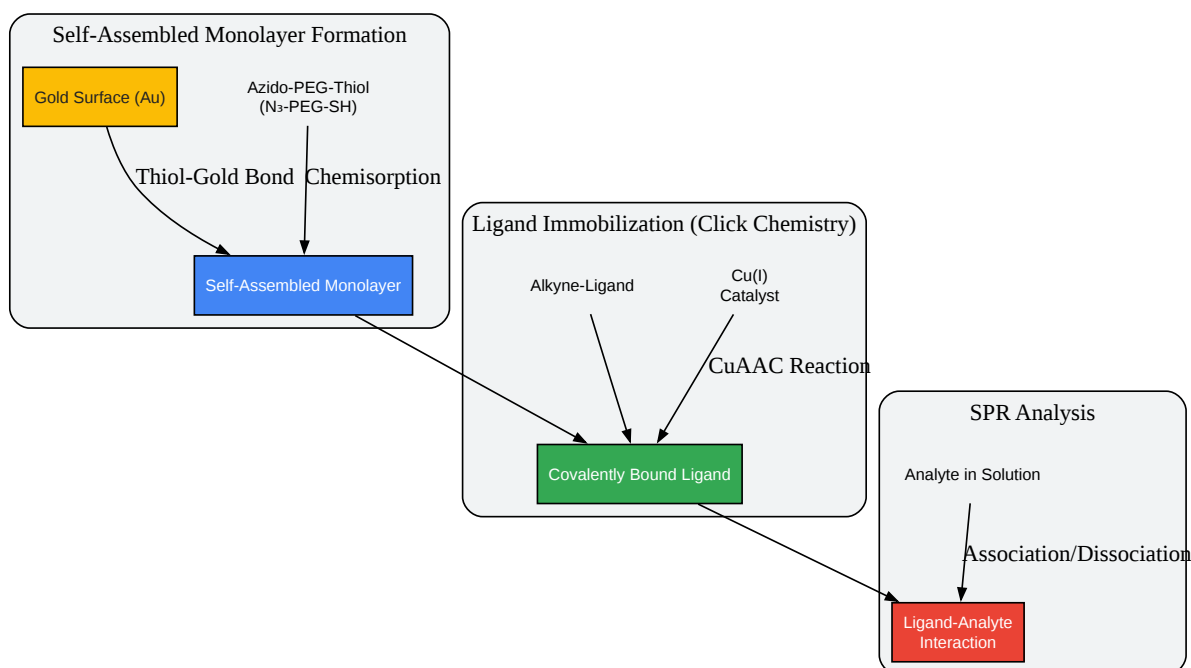 Self-Assembled Monolayer Formation
Gold Surface (Au)
Azido-PEG-Thiol
(N₃-PEG-SH)
Thiol-Gold Bond
Chemisorption
Self-Assembled Monolayer
Ligand Immobilization (Click Chemistry)
Alkyne-Ligand
Cu(I)
Catalyst
CuAAC Reaction
Covalently Bound Ligand
SPR Analysis
Analyte in Solution
Association/Dissociation
Ligand-Analyte
Interaction